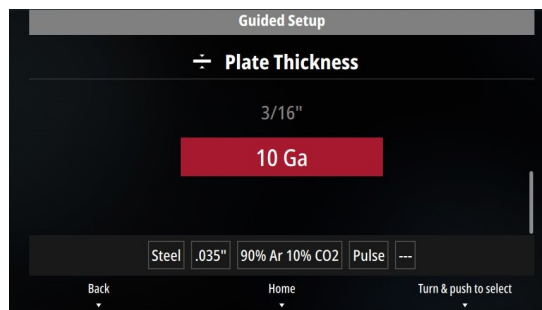 Guided Setup
Plate Thickness
3/16"
10 Ga
Steel .035" 90% Ar 10% CO2 Pulse ---
Back Home Turn & push to select